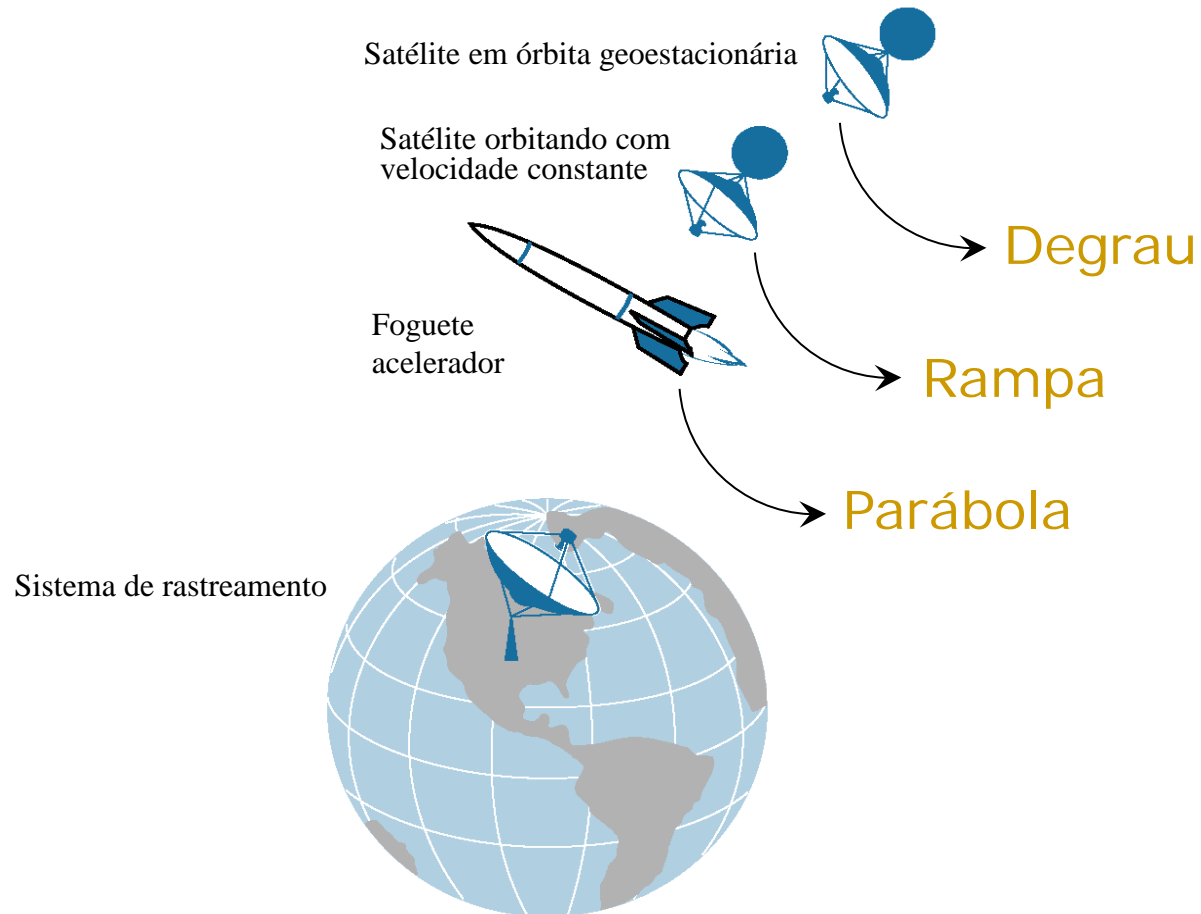 Satélite em órbita geoestacionária
Satélite orbitando com
velocidade constante
Degrau
Foguete
acelerador
Rampa
Parábola
Sistema de rastreamento